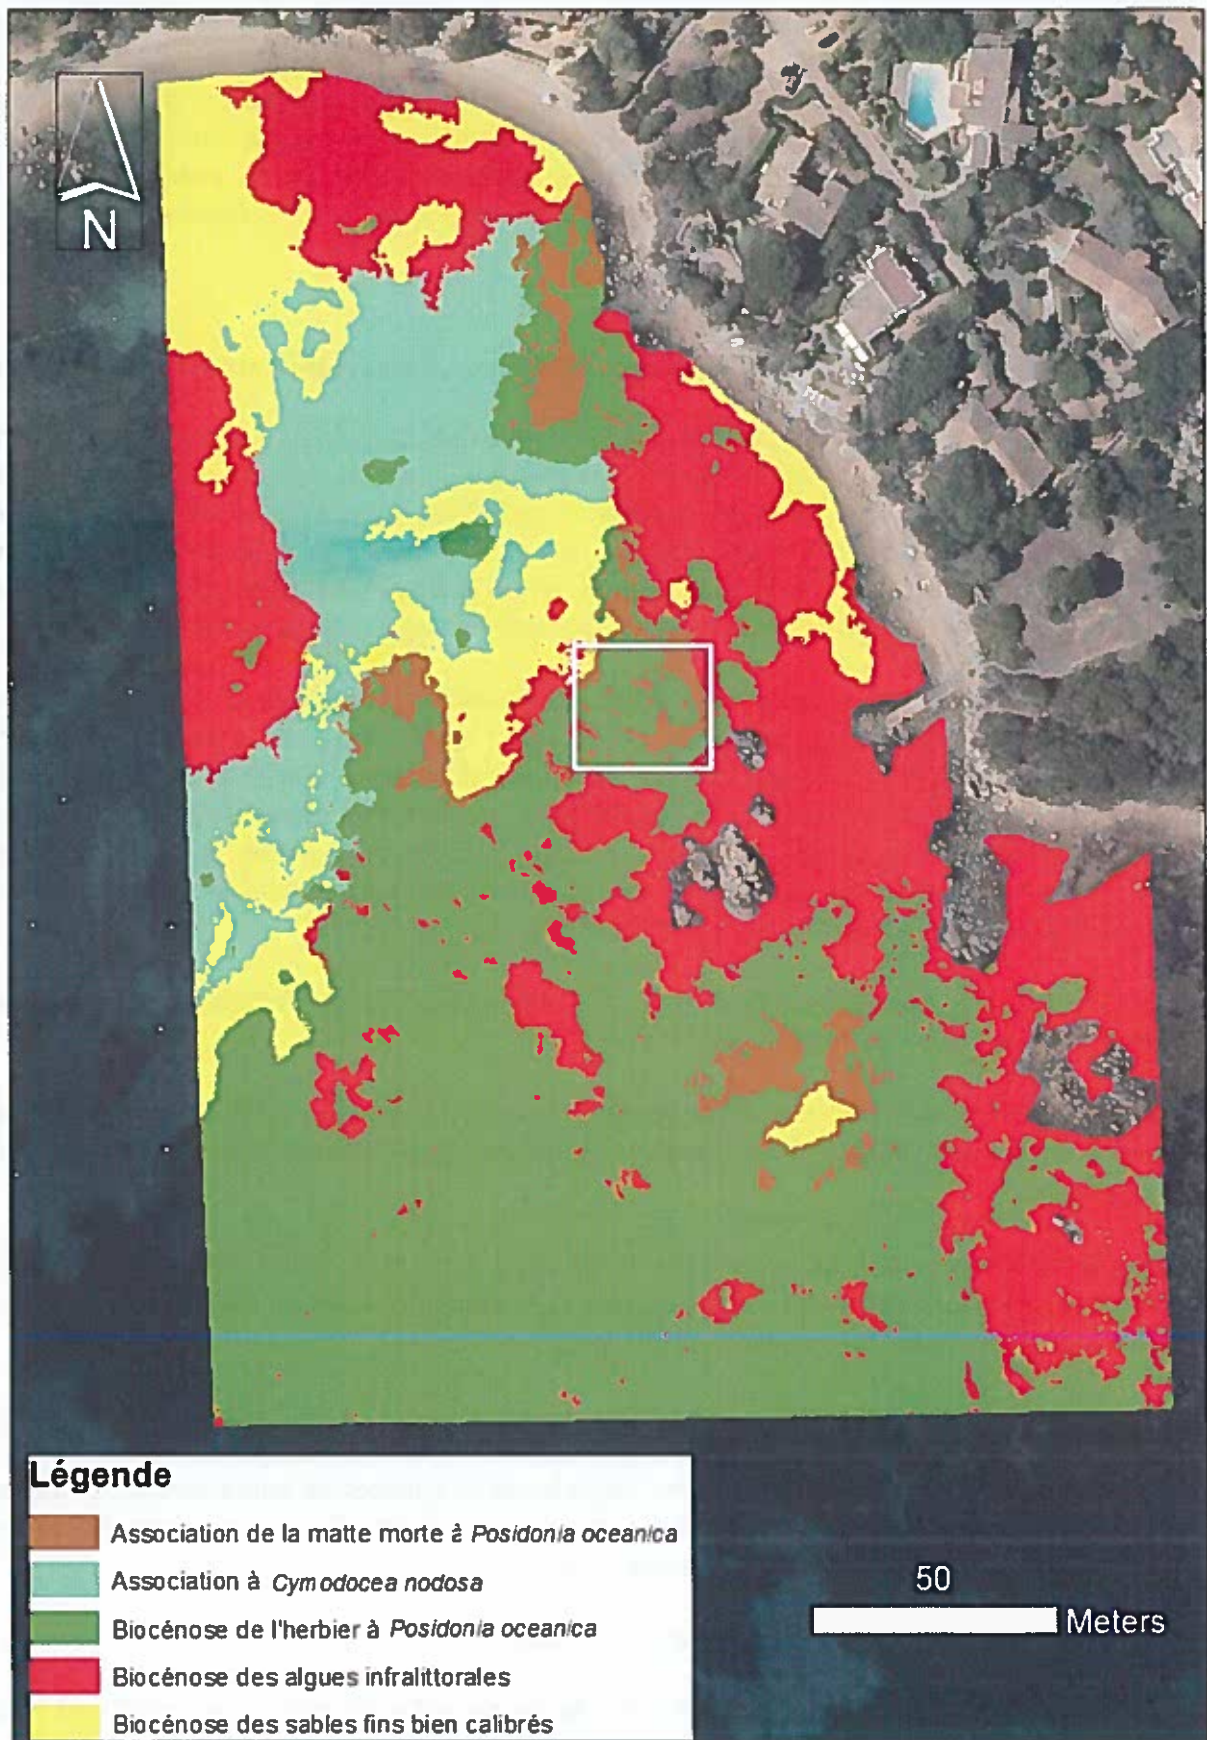 N
Légende
Association de la matte morte à Posidonia oceanica
Association à Cymodocea nodosa
Biocénose de l'herbier à Posidonia oceanica
Biocénose des algues infralittorales
Biocénose des sables fins bien calibrés
50
Meters